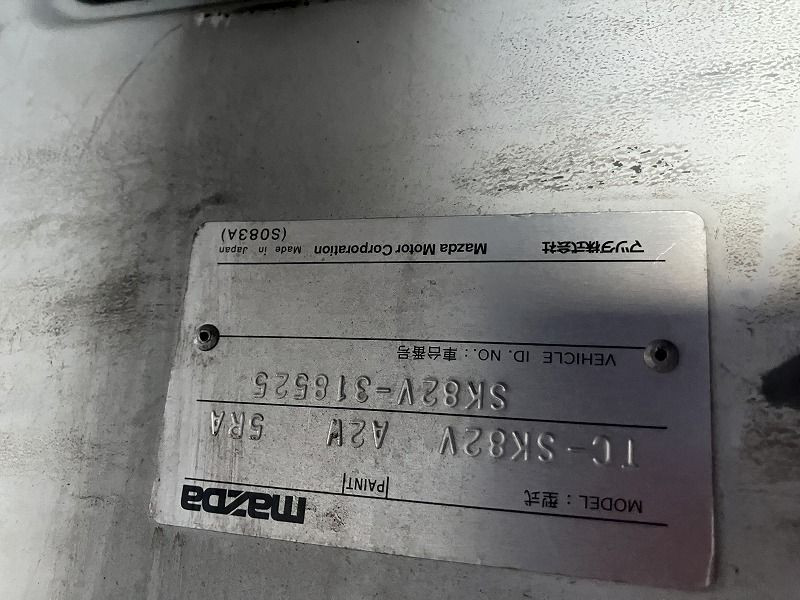 mazda
MODEL : 型式 PAINT
TC-SK82V A2W 5RA
SK82V-318525
VEHICLE ID. NO. : 車台番号
マツダ株式会社 Mazda Motor Corporation Made in Japan
(S083A)